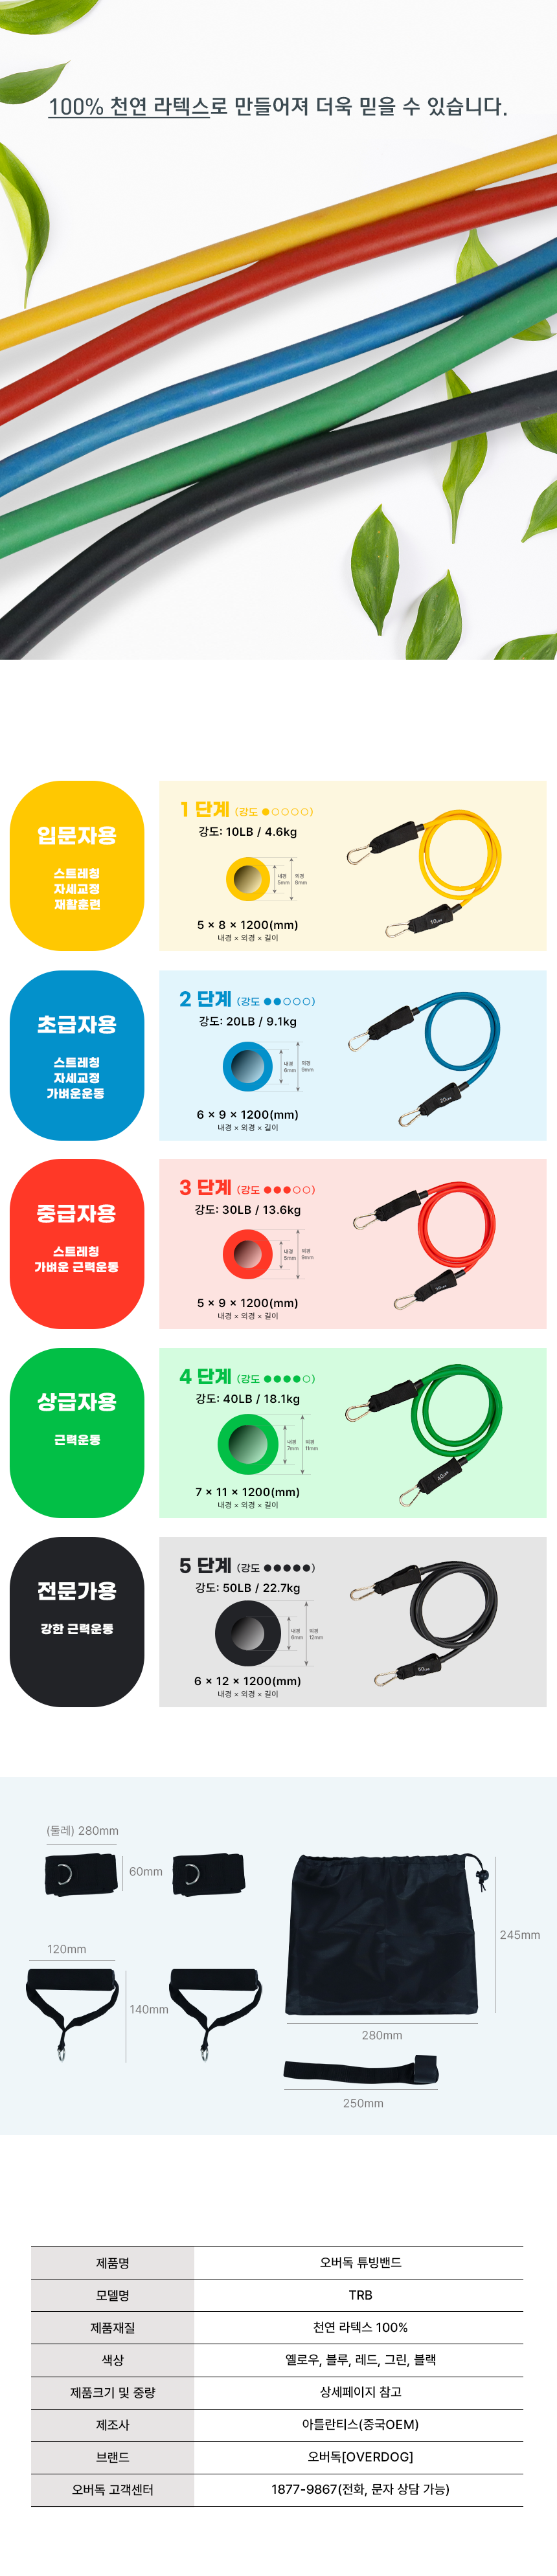 100% 천연 라텍스로 만들어져 더욱 믿을 수 있습니다.
입문자용
스트레칭
자세교정
재활훈련
1 단계 (강도 ●○○○○)
강도: 10LB / 4.6kg
내경 외경
5mm 8mm
5 × 8 × 1200(mm)
내경 × 외경 × 길이
초급자용
스트레칭
자세교정
가벼운운동
2 단계 (강도 ●●○○○)
강도: 20LB / 9.1kg
내경 외경
6mm 9mm
6 × 9 × 1200(mm)
내경 × 외경 × 길이
중급자용
스트레칭
가벼운 근력운동
3 단계 (강도 ●●●○○)
강도: 30LB / 13.6kg
내경 외경
5mm 9mm
5 × 9 × 1200(mm)
내경 × 외경 × 길이
상급자용
근력운동
4 단계 (강도 ●●●●○)
강도: 40LB / 18.1kg
내경 외경
7mm 11mm
7 × 11 × 1200(mm)
내경 × 외경 × 길이
전문가용
강한 근력운동
5 단계 (강도 ●●●●●)
강도: 50LB / 22.7kg
내경 외경
6mm 12mm
6 × 12 × 1200(mm)
내경 × 외경 × 길이
(둘레) 280mm
60mm
120mm
140mm
245mm
280mm
250mm
제품명 오버독 튜빙밴드
모델명 TRB
제품재질 천연 라텍스 100%
색상 옐로우, 블루, 레드, 그린, 블랙
제품크기 및 중량 상세페이지 참고
제조사 아틀란티스(중국OEM)
브랜드 오버독[OVERDOG]
오버독 고객센터 1877-9867(전화, 문자 상담 가능)